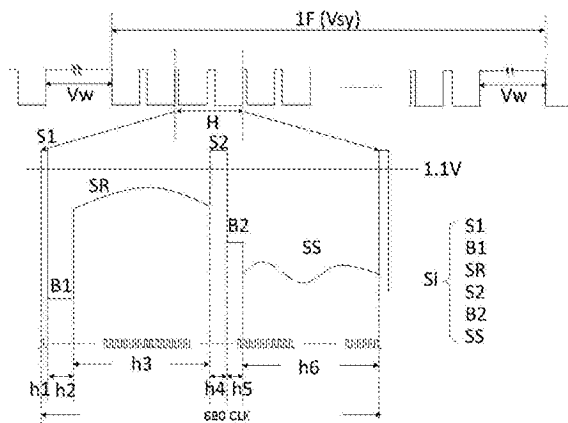 1F (Vsy)
Vw
Vw
H
S1
S2
1.1V
SR
B2
SS
B1
Si
S1
B1
SR
S2
B2
SS
h1 h2 h3 h4 h5 h6
680 CLK